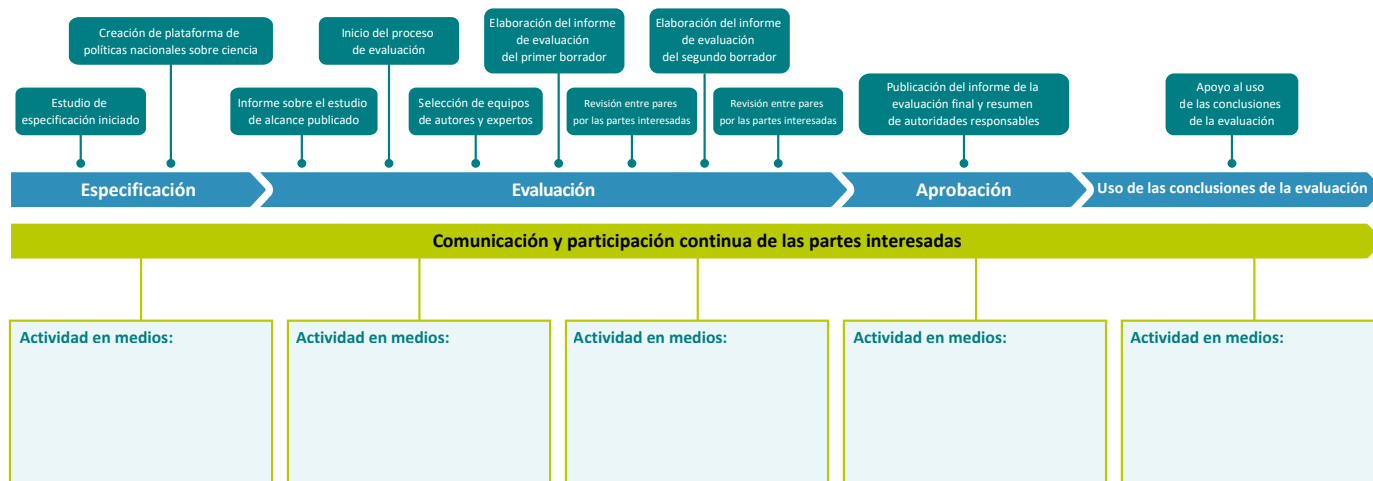 Creación de plataforma de
políticas nacionales sobre ciencia
Inicio del proceso
de evaluación
Elaboración del informe
de evaluación
del primer borrador
Elaboración del informe
de evaluación
del segundo borrador
Estudio de
especificación iniciado
Informe sobre el estudio
de alcance publicado
Selección de equipos
de autores y expertos
Revisión entre pares
por las partes interesadas
Revisión entre pares
por las partes interesadas
Publicación del informe de la
evaluación final y resumen
de autoridades responsables
Apoyo al uso
de las conclusiones
de la evaluación
Especificación
Evaluación
Aprobación
Uso de las conclusiones de la evaluación
Comunicación y participación continua de las partes interesadas
Actividad en medios:
Actividad en medios:
Actividad en medios:
Actividad en medios:
Actividad en medios: